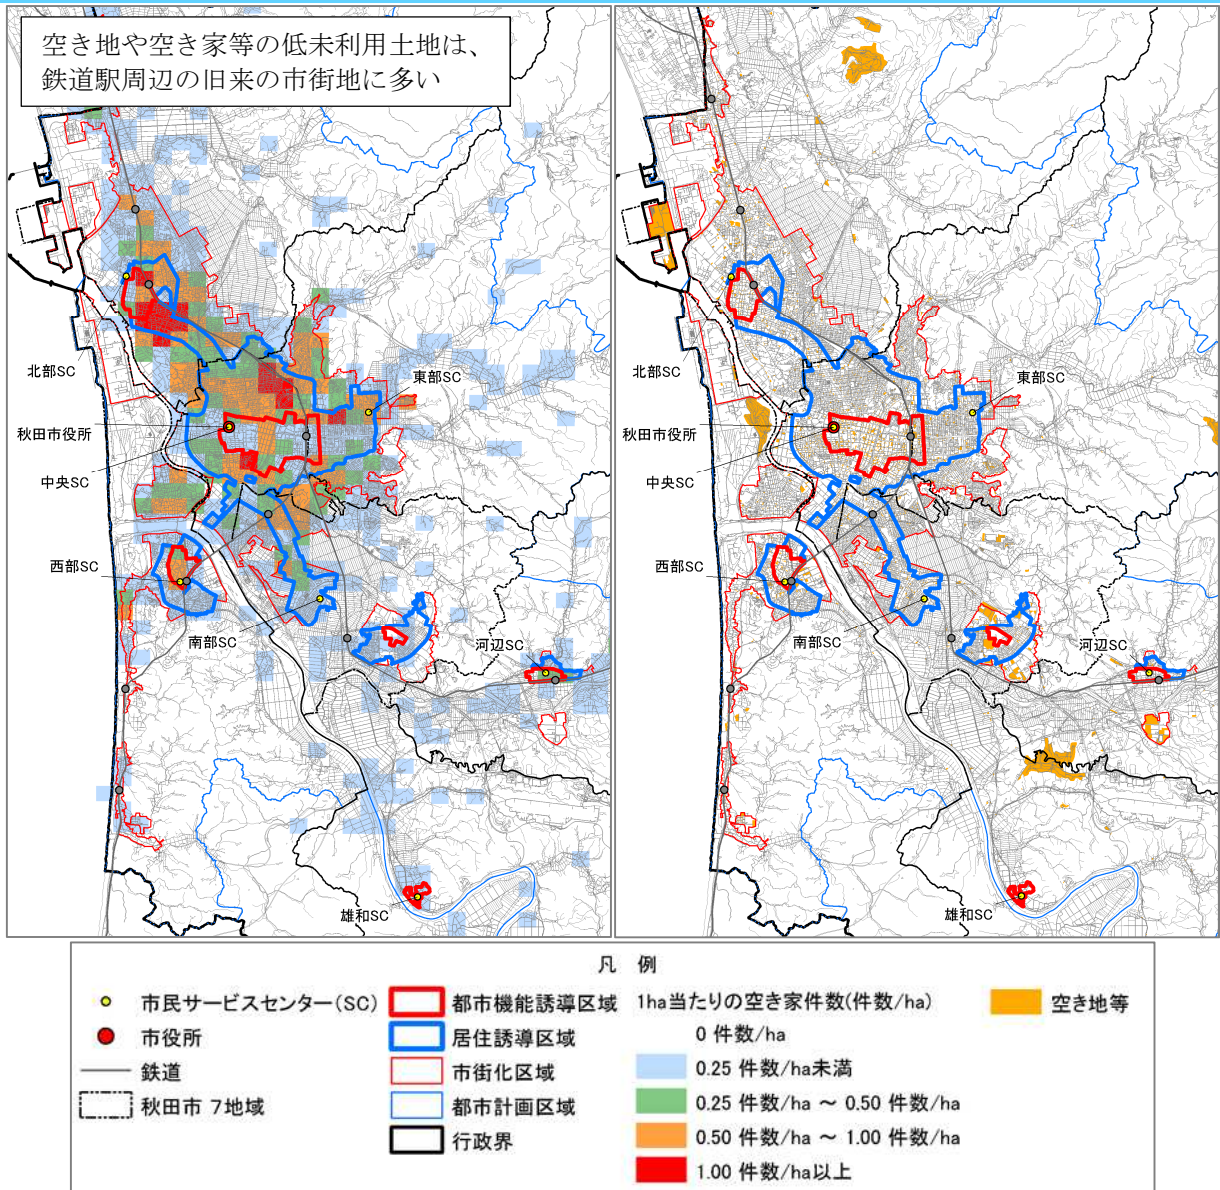 空き地や空き家等の低未利用土地は、
鉄道駅周辺の旧来の市街地に多い
北部SC
東部SC
秋田市役所
中央SC
西部SC
南部SC
河辺SC
雄和SC
北部SC
東部SC
秋田市役所
中央SC
西部SC
南部SC
河辺SC
雄和SC
凡 例
市民サービスセンター(SC)
市役所
鉄道
秋田市 7地域
都市機能誘導区域
居住誘導区域
市街化区域
都市計画区域
行政界
1ha当たりの空き家件数(件数/ha)
0 件数/ha
0.25 件数/ha未満
0.25 件数/ha ～ 0.50 件数/ha
0.50 件数/ha ～ 1.00 件数/ha
1.00 件数/ha以上
空き地等